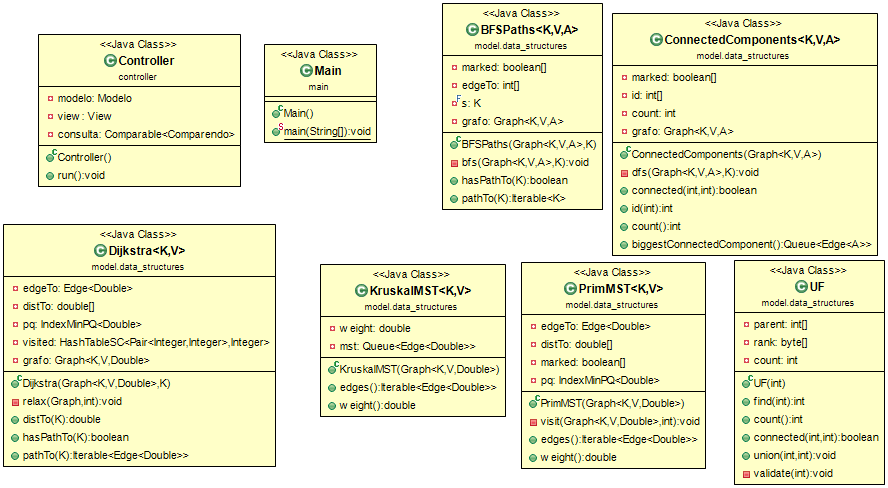 <<Java Class>>
Controller
controller
modelo: Modelo
view: View
consulta: Comparable<Comparendo>
Controller()
run():void
<<Java Class>>
Main
main
Main()
main(String[]):void
<<Java Class>>
BFSPaths<K,V,A>
model.data_structures
marked: boolean[]
edgeTo: int[]
s: K
grafo: Graph<K,V,A>
BFSPaths(Graph<K,V,A>,K)
bfs(Graph<K,V,A>,K):void
hasPathTo(K):boolean
pathTo(K):Iterable<K>
<<Java Class>>
ConnectedComponents<K,V,A>
model.data_structures
marked: boolean[]
id: int[]
count: int
grafo: Graph<K,V,A>
ConnectedComponents(Graph<K,V,A>)
dfs(Graph<K,V,A>,K):void
connected(int,int):boolean
id(int):int
count():int
biggestConnectedComponent():Queue<Edge<A>>
<<Java Class>>
Dijkstra<K,V>
model.data_structures
edgeTo: Edge<Double>
distTo: double[]
pq: IndexMinPQ<Double>
visited: HashTableSC<Pair<Integer,Integer>,Integer>
grafo: Graph<K,V,Double>
Dijkstra(Graph<K,V,Double>,K)
relax(Graph,int):void
distTo(K):double
hasPathTo(K):boolean
pathTo(K):Iterable<Edge<Double>>
<<Java Class>>
KruskalMST<K,V>
model.data_structures
weight: double
mst: Queue<Edge<Double>>
KruskalMST(Graph<K,V,Double>)
edges():Iterable<Edge<Double>>
weight():double
<<Java Class>>
PrimMST<K,V>
model.data_structures
edgeTo: Edge<Double>
distTo: double[]
marked: boolean[]
pq: IndexMinPQ<Double>
PrimMST(Graph<K,V,Double>)
visit(Graph<K,V,Double>,int):void
edges():Iterable<Edge<Double>>
weight():double
<<Java Class>>
UF
model.data_structures
parent: int[]
rank: byte[]
count: int
UF(int)
find(int):int
count():int
connected(int,int):boolean
union(int,int):void
validate(int):void